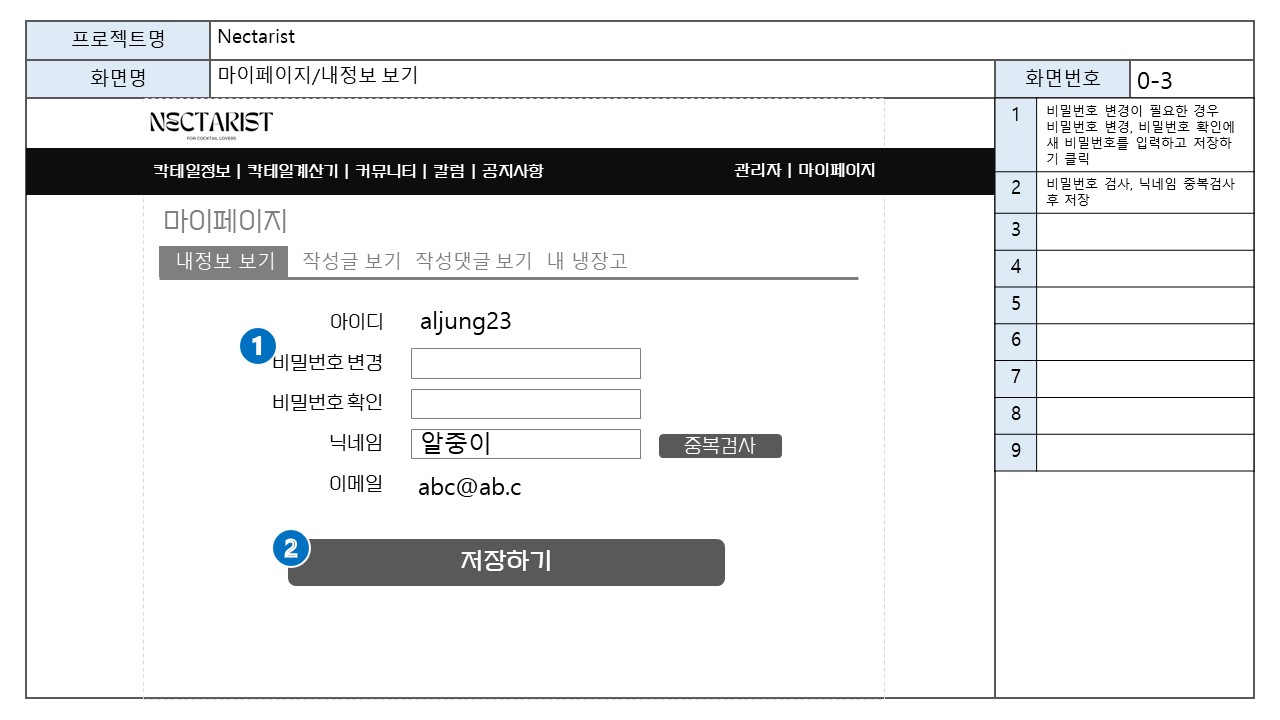 프로젝트명 Nectarist
화면명 마이페이지/내정보 보기 화면번호 0-3
NECTARIST
FOR COCKTAIL LOVERS
칵테일정보 | 칵테일계산기 | 커뮤니티 | 칼럼 | 공지사항 관리자 | 마이페이지
마이페이지
내정보 보기 작성글 보기 작성댓글 보기 내 냉장고
아이디 aljung23
1
비밀번호 변경
비밀번호 확인
닉네임 알중이 중복검사
이메일 abc@ab.c
2
저장하기
1 비밀번호 변경이 필요한 경우
비밀번호 변경, 비밀번호 확인에
새 비밀번호를 입력하고 저장하
기 클릭
2 비밀번호 검사, 닉네임 중복검사
후 저장
3
4
5
6
7
8
9